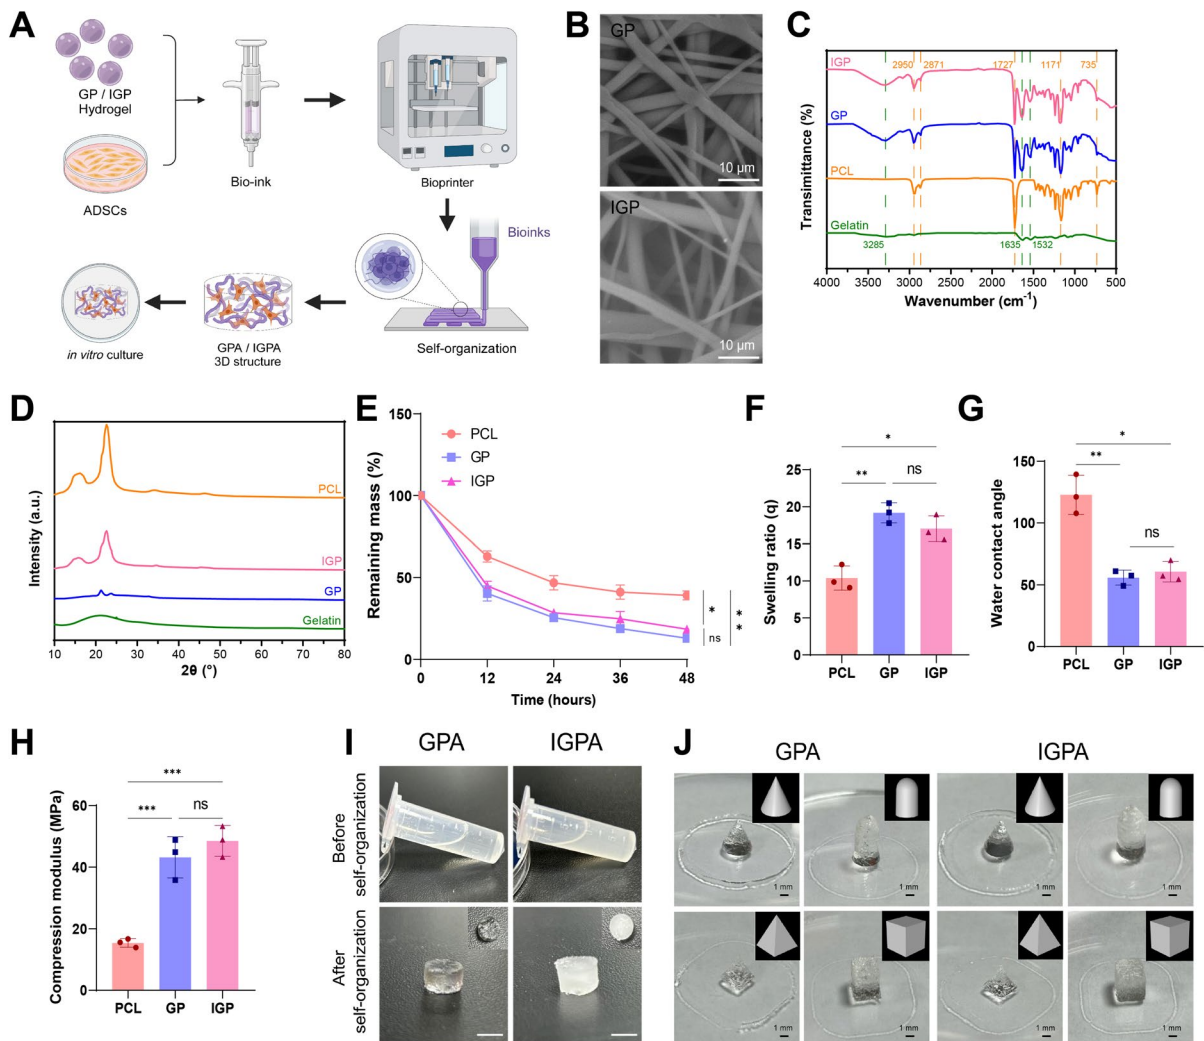 A
GP / IGP
Hydrogel
ADSCs
Bio-ink
Bioprinter
Bioinks
Self-organization
GPA / IGPA
3D structure
in vitro culture
B
GP
10 μm
IGP
10 μm
C
Transimittance (%)
IGP
GP
PCL
Gelatin
2950
2871
1727
1171
735
3285
1635
1532
4000 3500 3000 2500 2000 1500 1000 500
Wavenumber (cm-1)
D
Intensity (a.u.)
PCL
IGP
GP
Gelatin
10 20 30 40 50 60 70 80
2θ (°)
E
Remaining mass (%)
150
100
50
0
PCL
GP
IGP
*
ns
**
0 12 24 36 48
Time (hours)
F
Swelling ratio (q)
*
** ns
25
20
15
10
5
0
PCL GP IGP
G
Water contact angle
*
**
ns
150
100
50
0
PCL GP IGP
H
Compression modulus (MPa)
***
*** ns
60
40
20
0
PCL GP IGP
I
GPA IGPA
Before
self-organization
After
self-organization
J
GPA IGPA
1 mm 1 mm 1 mm 1 mm
1 mm 1 mm 1 mm 1 mm